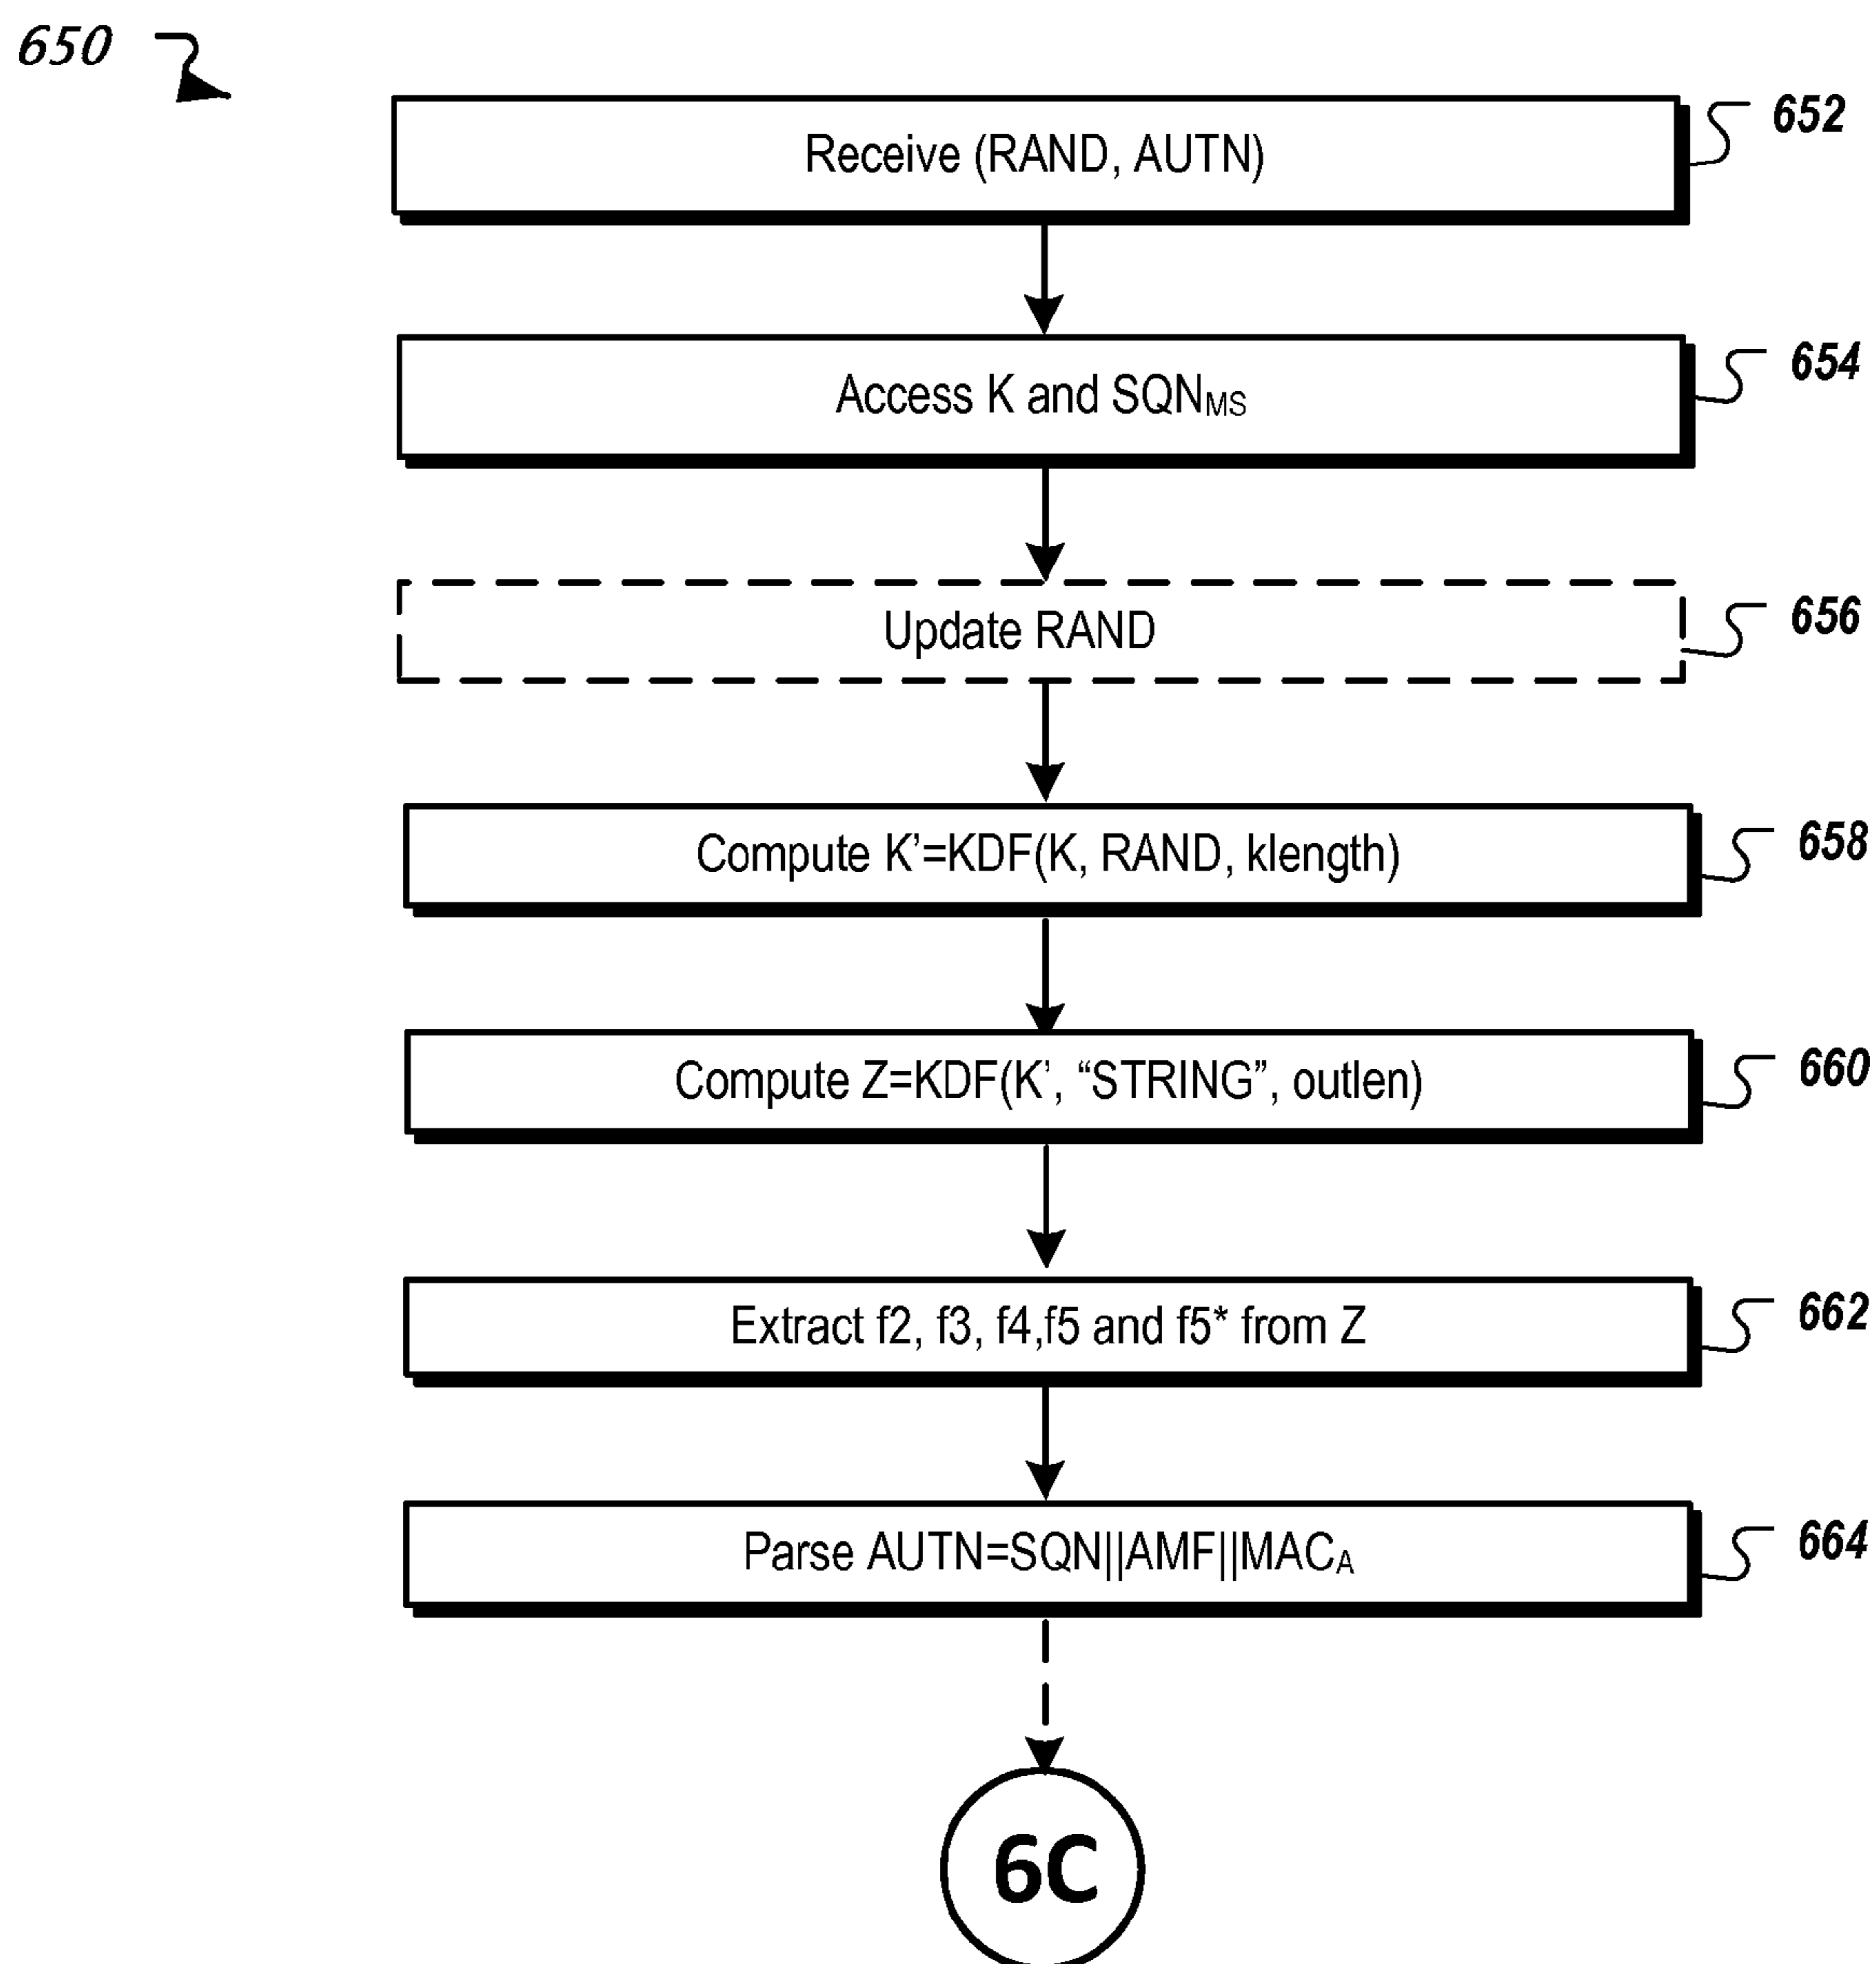 650
Receive (RAND, AUTN)
652
Access K and SQNMS
654
Update RAND
656
Compute K’=KDF(K, RAND, klength)
658
Compute Z=KDF(K’, “STRING”, outlen)
660
Extract f2, f3, f4,f5 and f5* from Z
662
Parse AUTN=SQN||AMF||MACA
664
6C